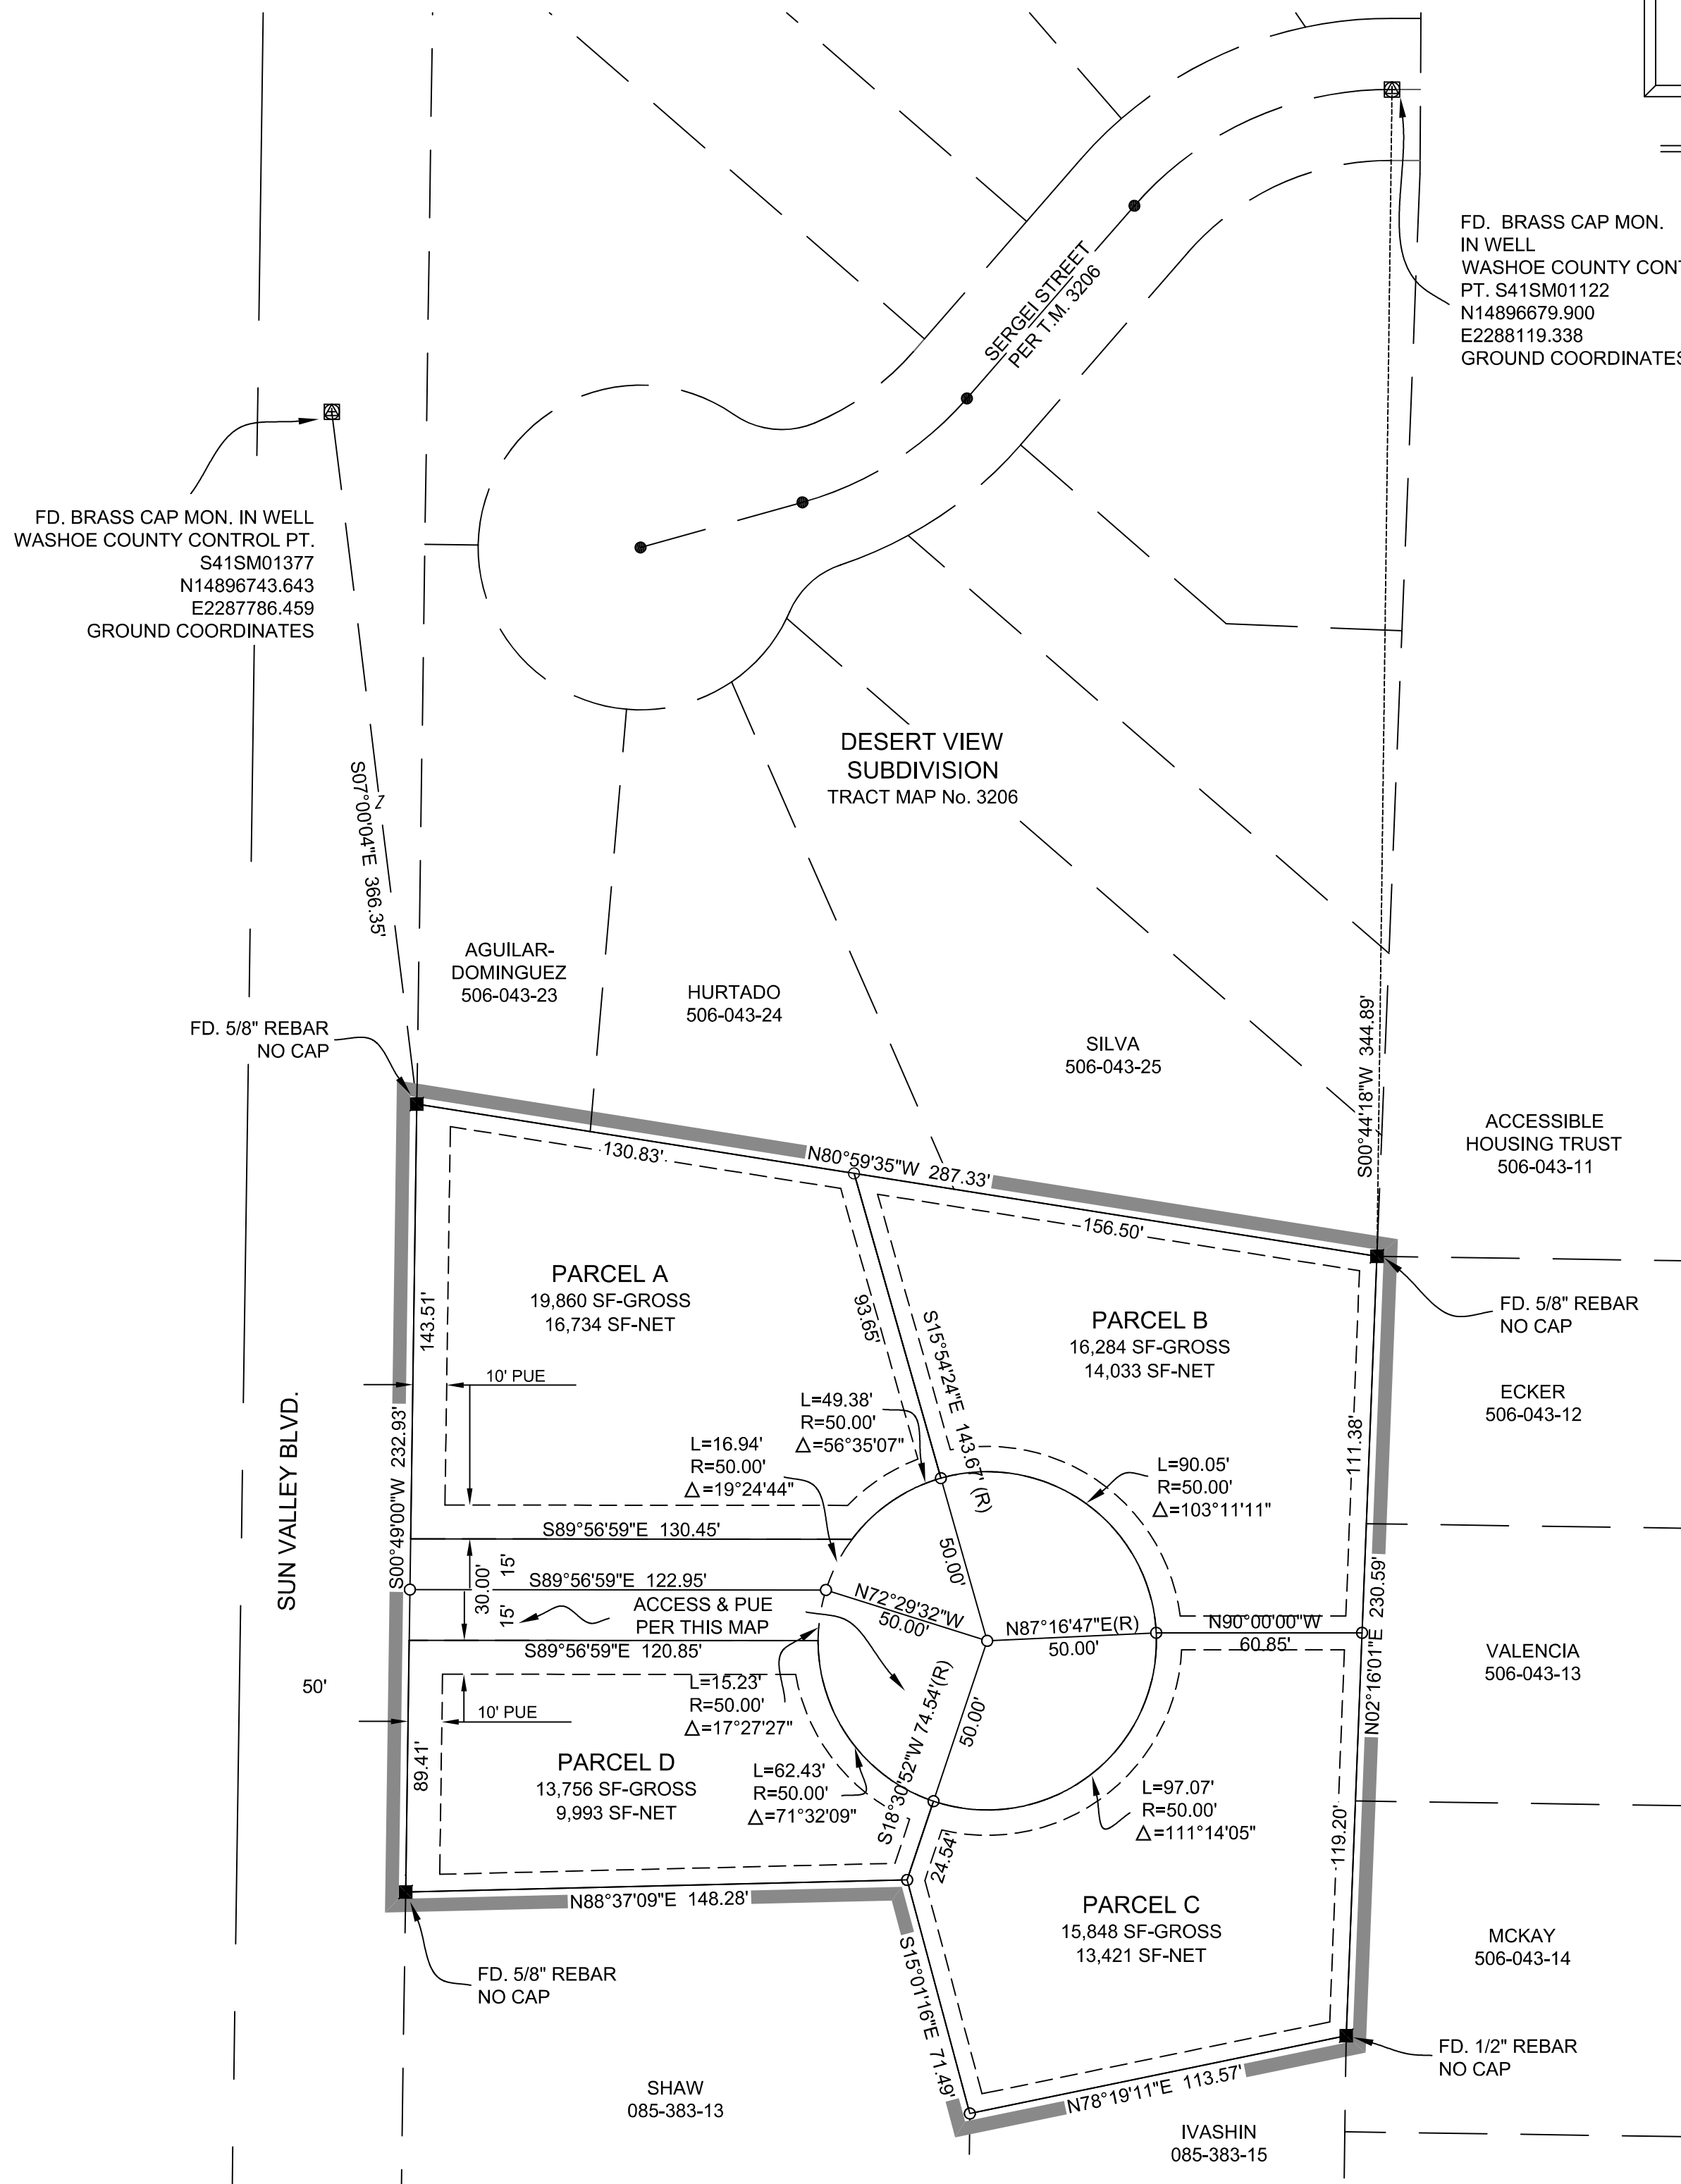 FD. BRASS CAP MON.
IN WELL
WASHOE COUNTY
PT. S41SM01122
N14896679.900
E2288119.338
GROUND COORDINATES
SERGEI STREET
PER T.M. 3206
FD. BRASS CAP MON. IN WELL
WASHOE COUNTY CONTROL PT.
S41SM01377
N14896743.643
E2287786.459
GROUND COORDINATES
S07°00'04"E 366.35'
Z
DESERT VIEW
SUBDIVISION
TRACT MAP No. 3206
AGUILAR-
DOMINGUEZ
506-043-23
HURTADO
506-043-24
SILVA
506-043-25
S00°44'18"W 344.89'
FD. 5/8" REBAR
NO CAP
ACCESSIBLE
HOUSING TRUST
506-043-11
130.83'
N80°59'35"W 287.33'
156.50'
PARCEL A
19,860 SF-GROSS
16,734 SF-NET
143.51'
93.65'
S15°54'24"E 143.67' (R)
PARCEL B
16,284 SF-GROSS
14,033 SF-NET
FD. 5/8" REBAR
NO CAP
10' PUE
ECKER
506-043-12
SUN VALLEY BLVD.
S00°49'00"W 232.93'
L=49.38'
R=50.00'
Δ=56°35'07"
L=16.94'
R=50.00'
Δ=19°24'44"
L=90.05'
R=50.00'
Δ=103°11'11"
111.38'
S89°56'59"E 130.45'
50.00'
30.00'
15'
15'
S89°56'59"E 122.95'
ACCESS & PUE
PER THIS MAP
N72°29'32"W
50.00'
N87°16'47"E(R)
50.00'
N90°00'00"W
60.85'
N02°16'01"E 230.59'
S89°56'59"E 120.85'
VALENCIA
506-043-13
50'
10' PUE
L=15.23'
R=50.00'
Δ=17°27'27"
S18°30'52"W 74.54'(R)
50.00'
89.41'
PARCEL D
13,756 SF-GROSS
9,993 SF-NET
L=62.43'
R=50.00'
Δ=71°32'09"
L=97.07'
R=50.00'
Δ=111°14'05"
24.54'
119.20'
N88°37'09"E 148.28'
PARCEL C
15,848 SF-GROSS
13,421 SF-NET
MCKAY
506-043-14
FD. 5/8" REBAR
NO CAP
S15°01'16"E 71.49'
FD. 1/2" REBAR
NO CAP
N78°19'11"E 113.57'
SHAW
085-383-13
IVASHIN
085-383-15